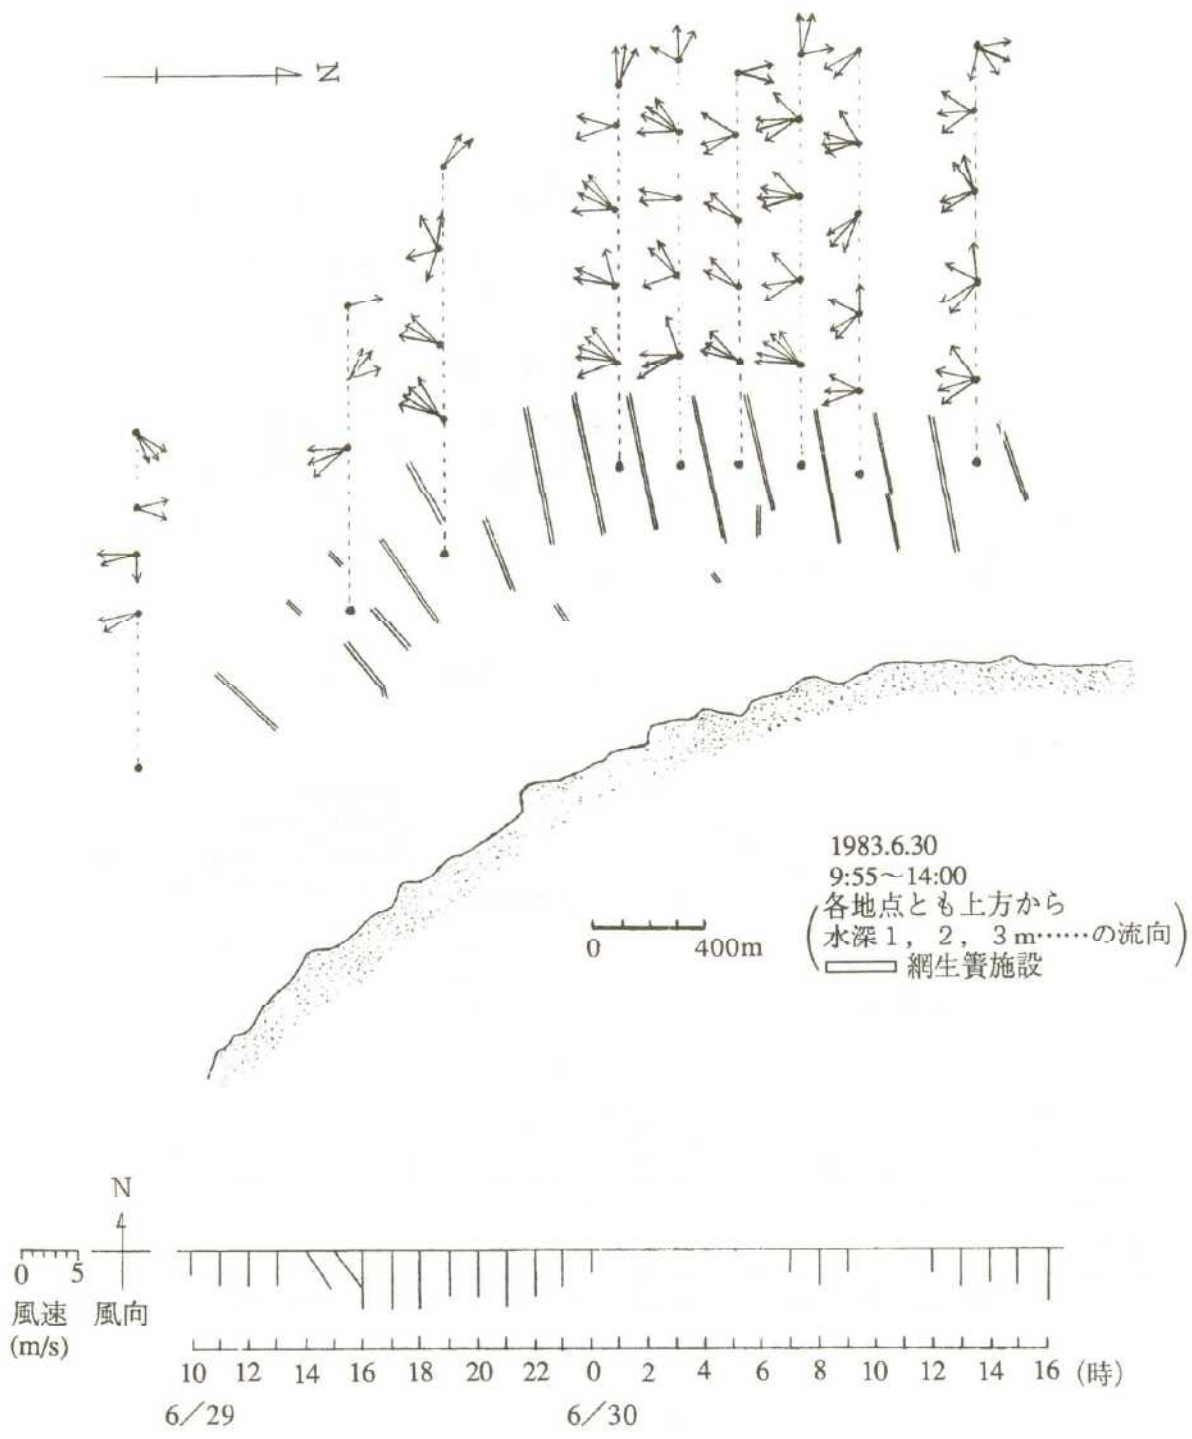 N
1983.6.30
9:55~14:00
(各地点とも上方から
水深1, 2, 3m……の流向)
網生簀施設
0 400m
N
0 5
風速 風向
(m/s)
10 12 14 16 18 20 22 0 2 4 6 8 10 12 14 16 (時)
6/29 6/30